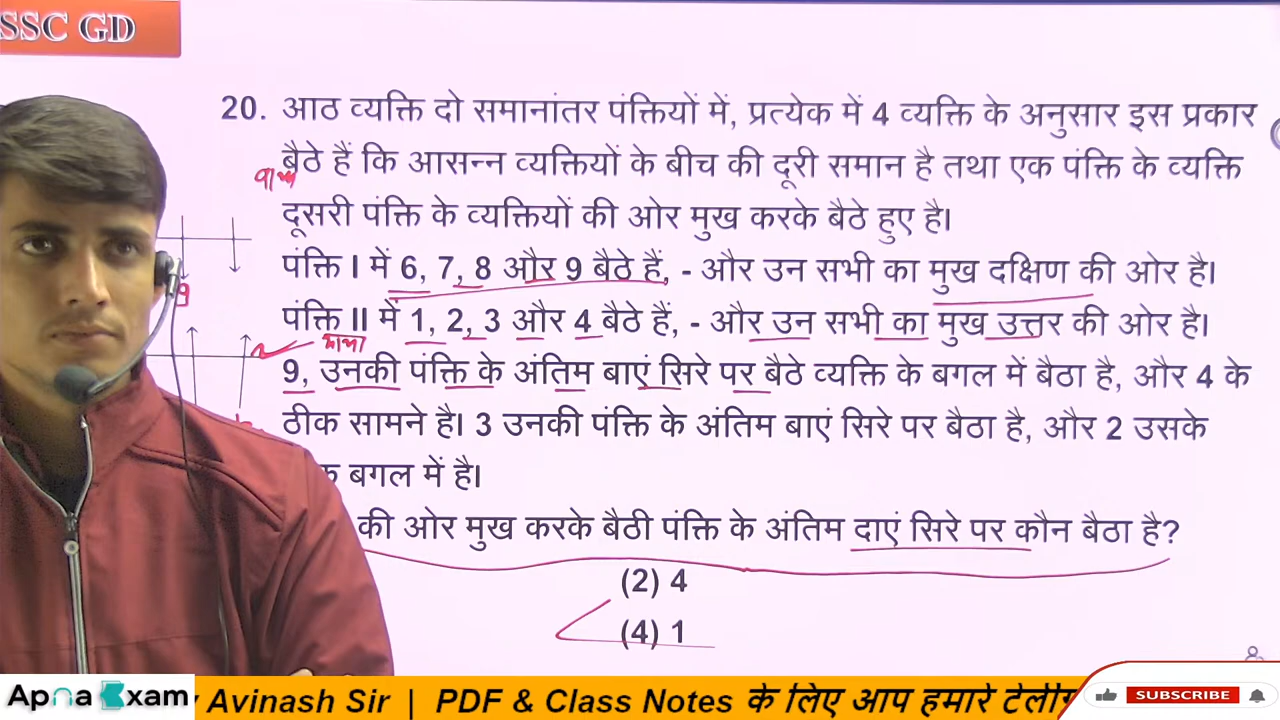 SSC GD
20. आठ व्यक्ति दो समानांतर पंक्तियों में, प्रत्येक में 4 व्यक्ति के अनुसार इस प्रकार
बैठे हैं कि आसन्न व्यक्तियों के बीच की दूरी समान है तथा एक पंक्ति के व्यक्ति
दूसरी पंक्ति के व्यक्तियों की ओर मुख करके बैठे हुए है।
पंक्ति I में 6, 7, 8 और 9 बैठे हैं, - और उन सभी का मुख दक्षिण की ओर है।
9
पंक्ति II में 1, 2, 3 और 4 बैठे हैं, - और उन सभी का मुख उत्तर की ओर है।
9, उनकी पंक्ति के अंतिम बाएं सिरे पर बैठे व्यक्ति के बगल में बैठा है, और 4 के
ठीक सामने है। 3 उनकी पंक्ति के अंतिम बाएं सिरे पर बैठा है, और 2 उसके
बगल में है।
की ओर मुख करके बैठी पंक्ति के अंतिम दाएं सिरे पर कौन बैठा है?
(2) 4
(4) 1
Apna Exam
Avinash Sir | PDF & Class Notes के लिए आप हमारे
SUBSCRIBE